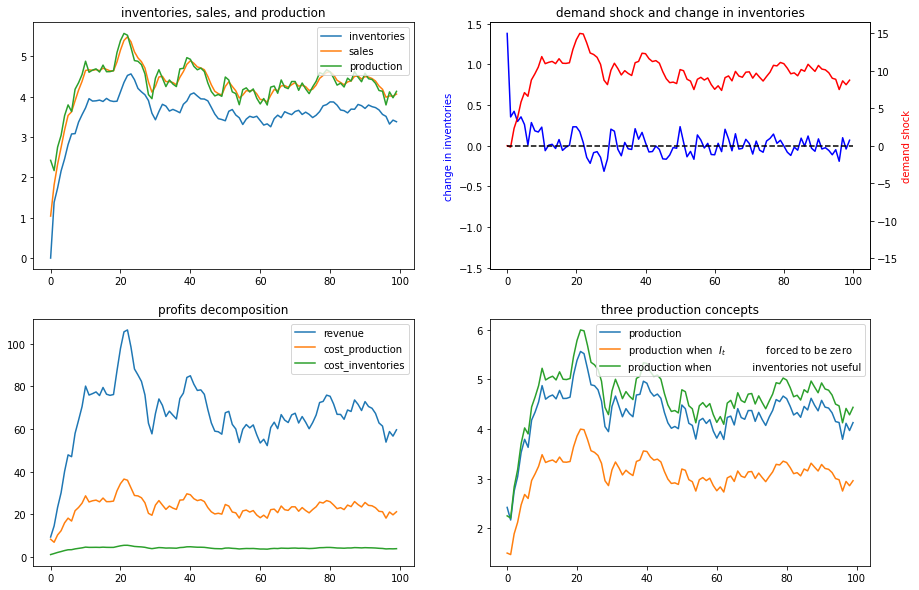 inventories, sales, and production
inventories
sales
production
5
4
3
2
1
0
0 20 40 60 80 100
demand shock and change in inventories
change in inventories
1.5
1.0
0.5
0.0
−0.5
−1.0
−1.5
15
10
5
0
−5
−10
−15
demand shock
0 20 40 60 80 100
profits decomposition
revenue
cost_production
cost_inventories
100
80
60
40
20
0
0 20 40 60 80 100
three production concepts
production
production when I_t forced to be zero
production when inventories not useful
6
5
4
3
2
0 20 40 60 80 100